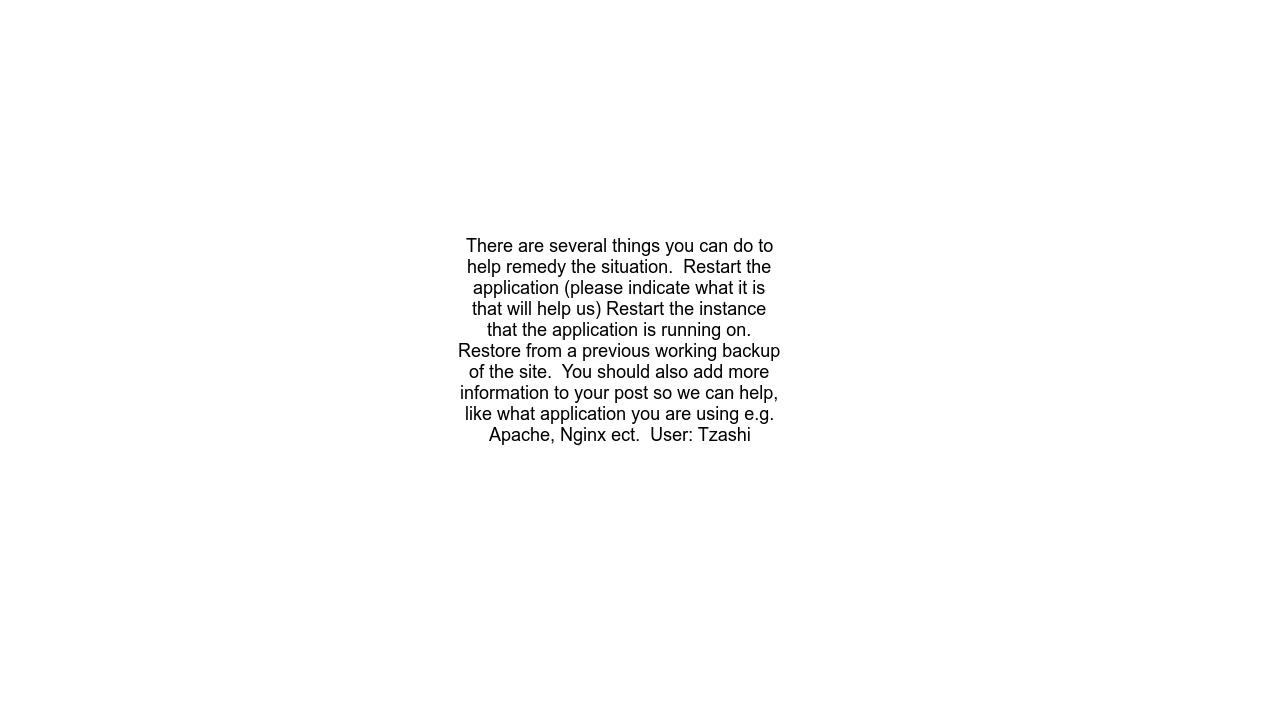 There are several things you can do to
help remedy the situation.  Restart the
application (please indicate what it is
that will help us) Restart the instance
that the application is running on.
Restore from a previous working backup
of the site.  You should also add more
information to your post so we can help,
like what application you are using e.g.
Apache, Nginx ect.  User: Tzashi